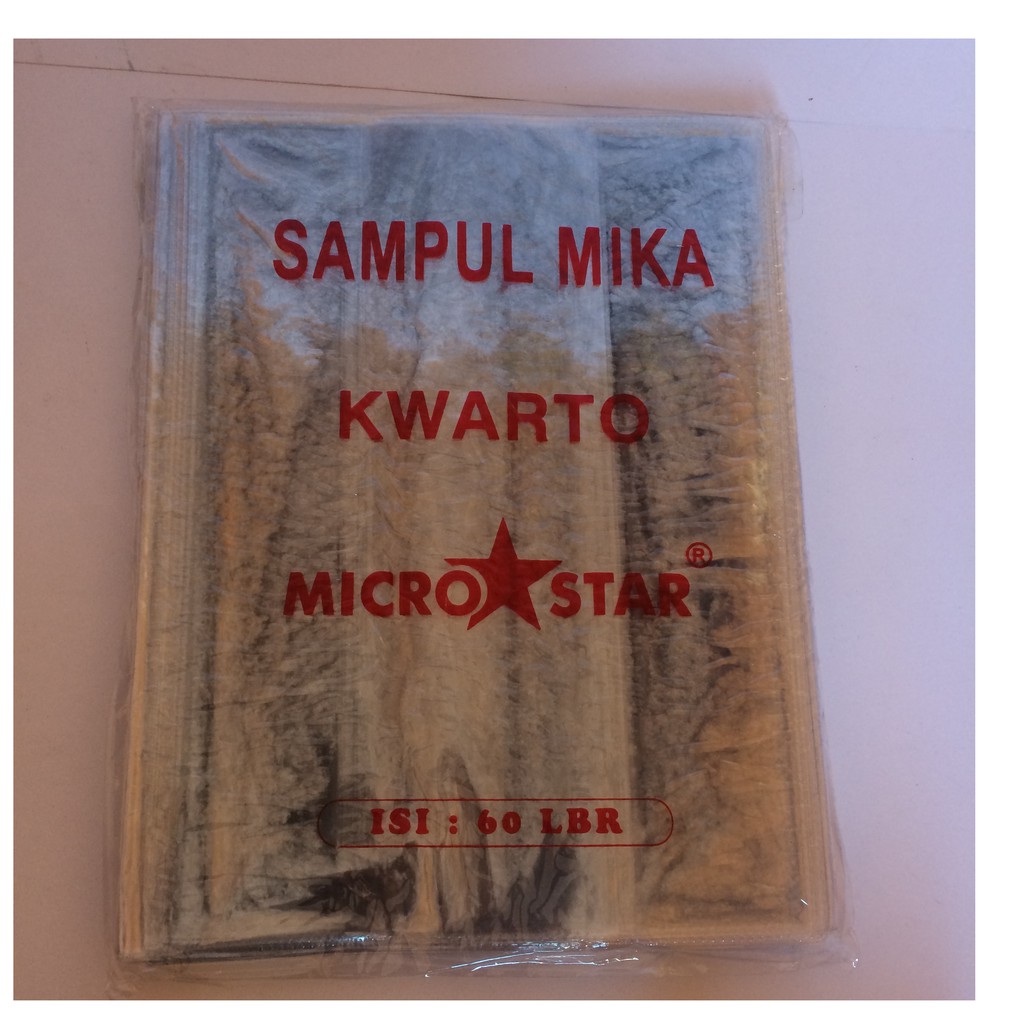 SAMPUL MIKA
KWARTO
MICRO STAR ®
ISI : 60 LBR